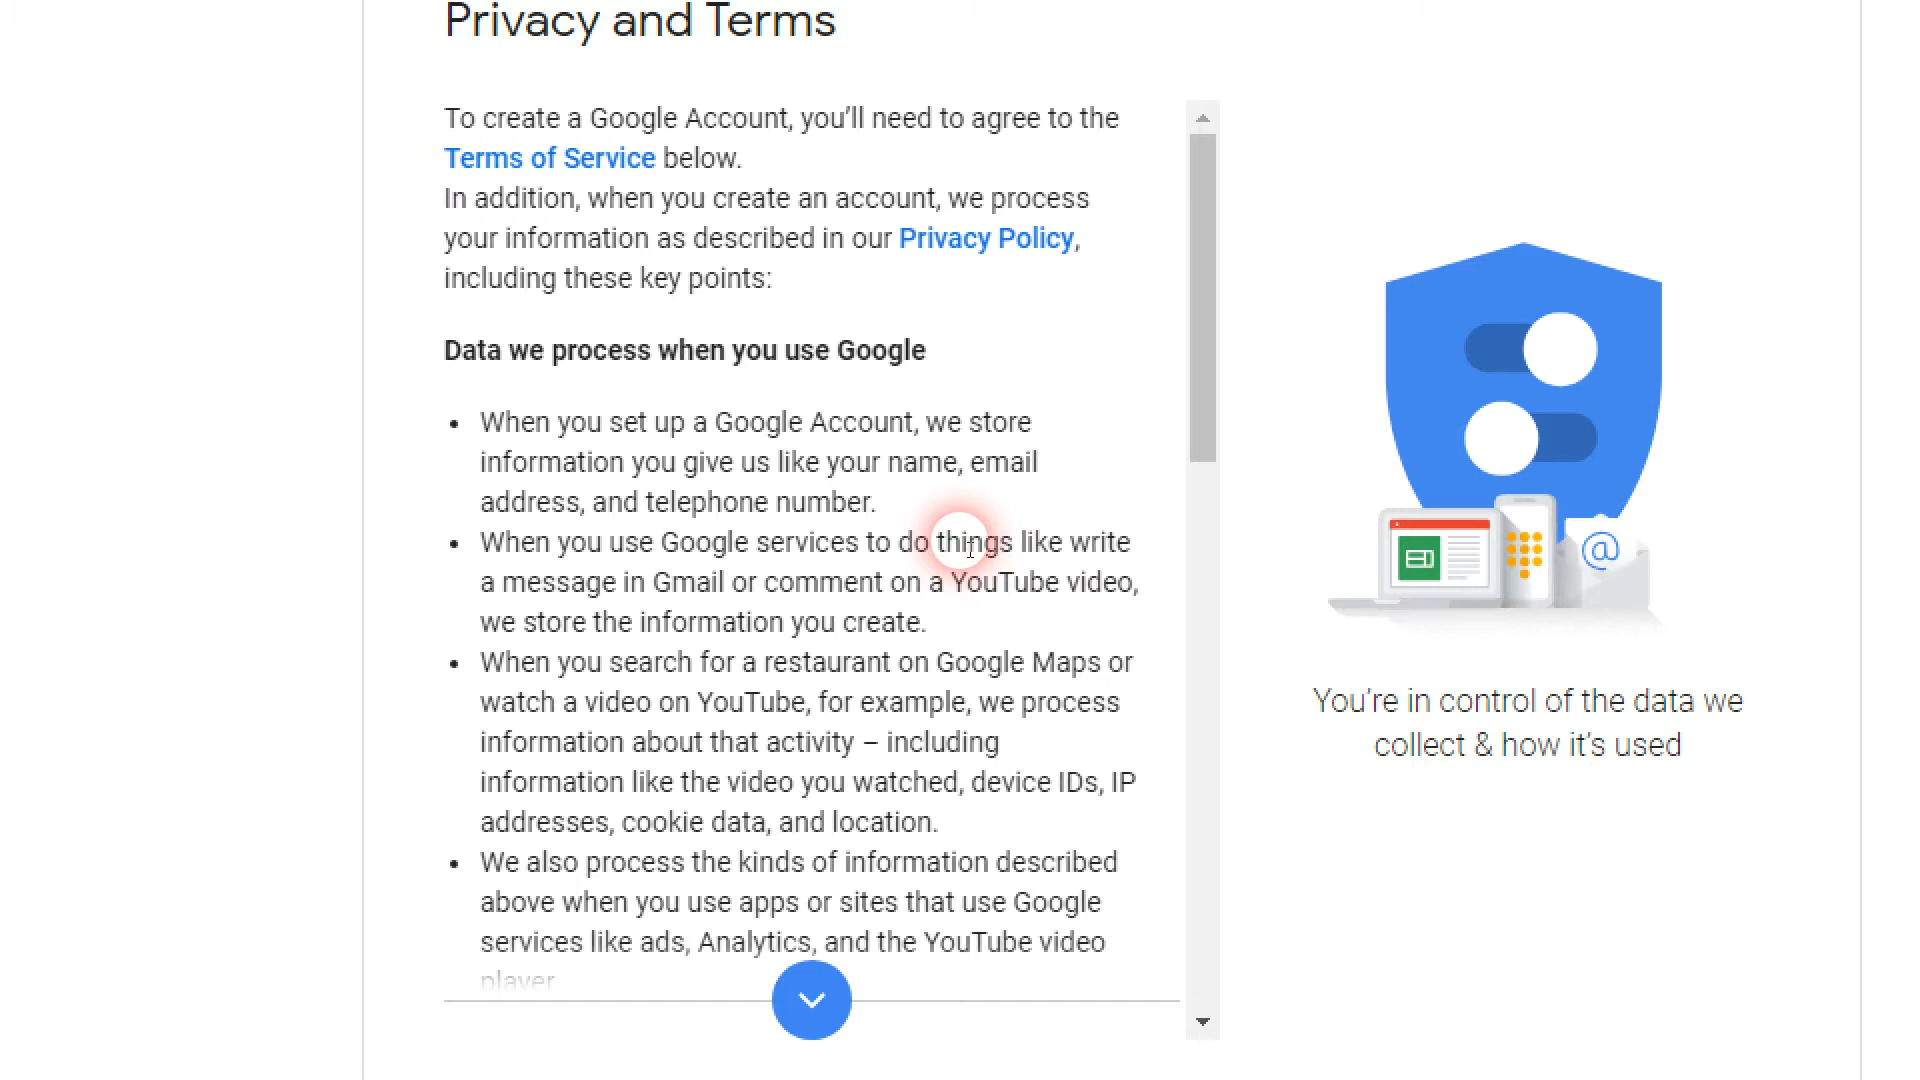 Privacy and Terms
To create a Google Account, you’ll need to agree to the
Terms of Service below.
In addition, when you create an account, we process
your information as described in our Privacy Policy,
including these key points:
Data we process when you use Google
• When you set up a Google Account, we store
information you give us like your name, email
address, and telephone number.
• When you use Google services to do things like write
a message in Gmail or comment on a YouTube video,
we store the information you create.
• When you search for a restaurant on Google Maps or
watch a video on YouTube, for example, we process
information about that activity – including
information like the video you watched, device IDs, IP
addresses, cookie data, and location.
• We also process the kinds of information described
above when you use apps or sites that use Google
services like ads, Analytics, and the YouTube video
player
@
You’re in control of the data we
collect & how it’s used